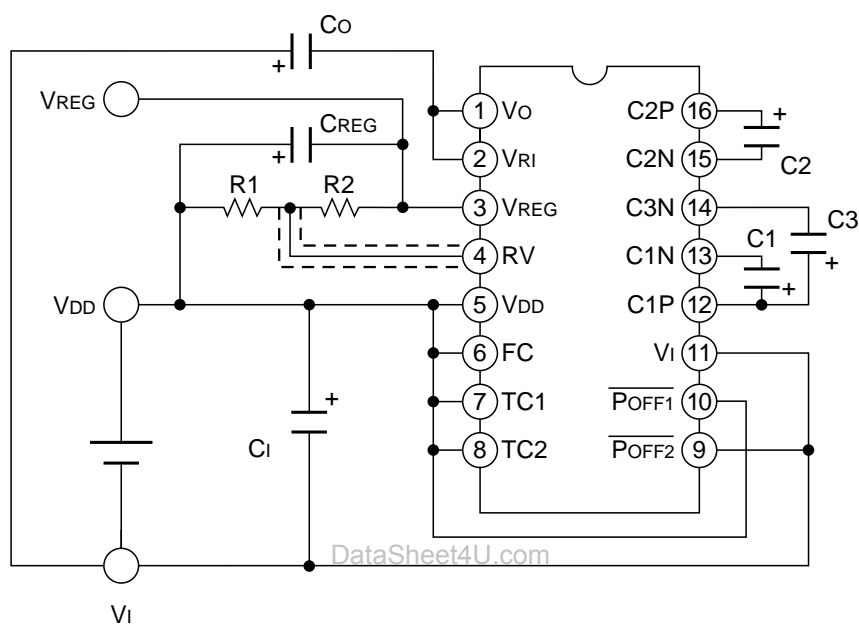 CO
+
VREG
CREG
+
R1
R2
VDD
+
CI
VI
1 VO
2 VRI
3 VREG
4 RV
5 VDD
6 FC
7 TC1
8 TC2
C2P 16
C2N 15
C3N 14
C1N 13
C1P 12
VI 11
POFF1 10
POFF2 9
+
C2
C3
+
C1
+
DataSheet4U.com